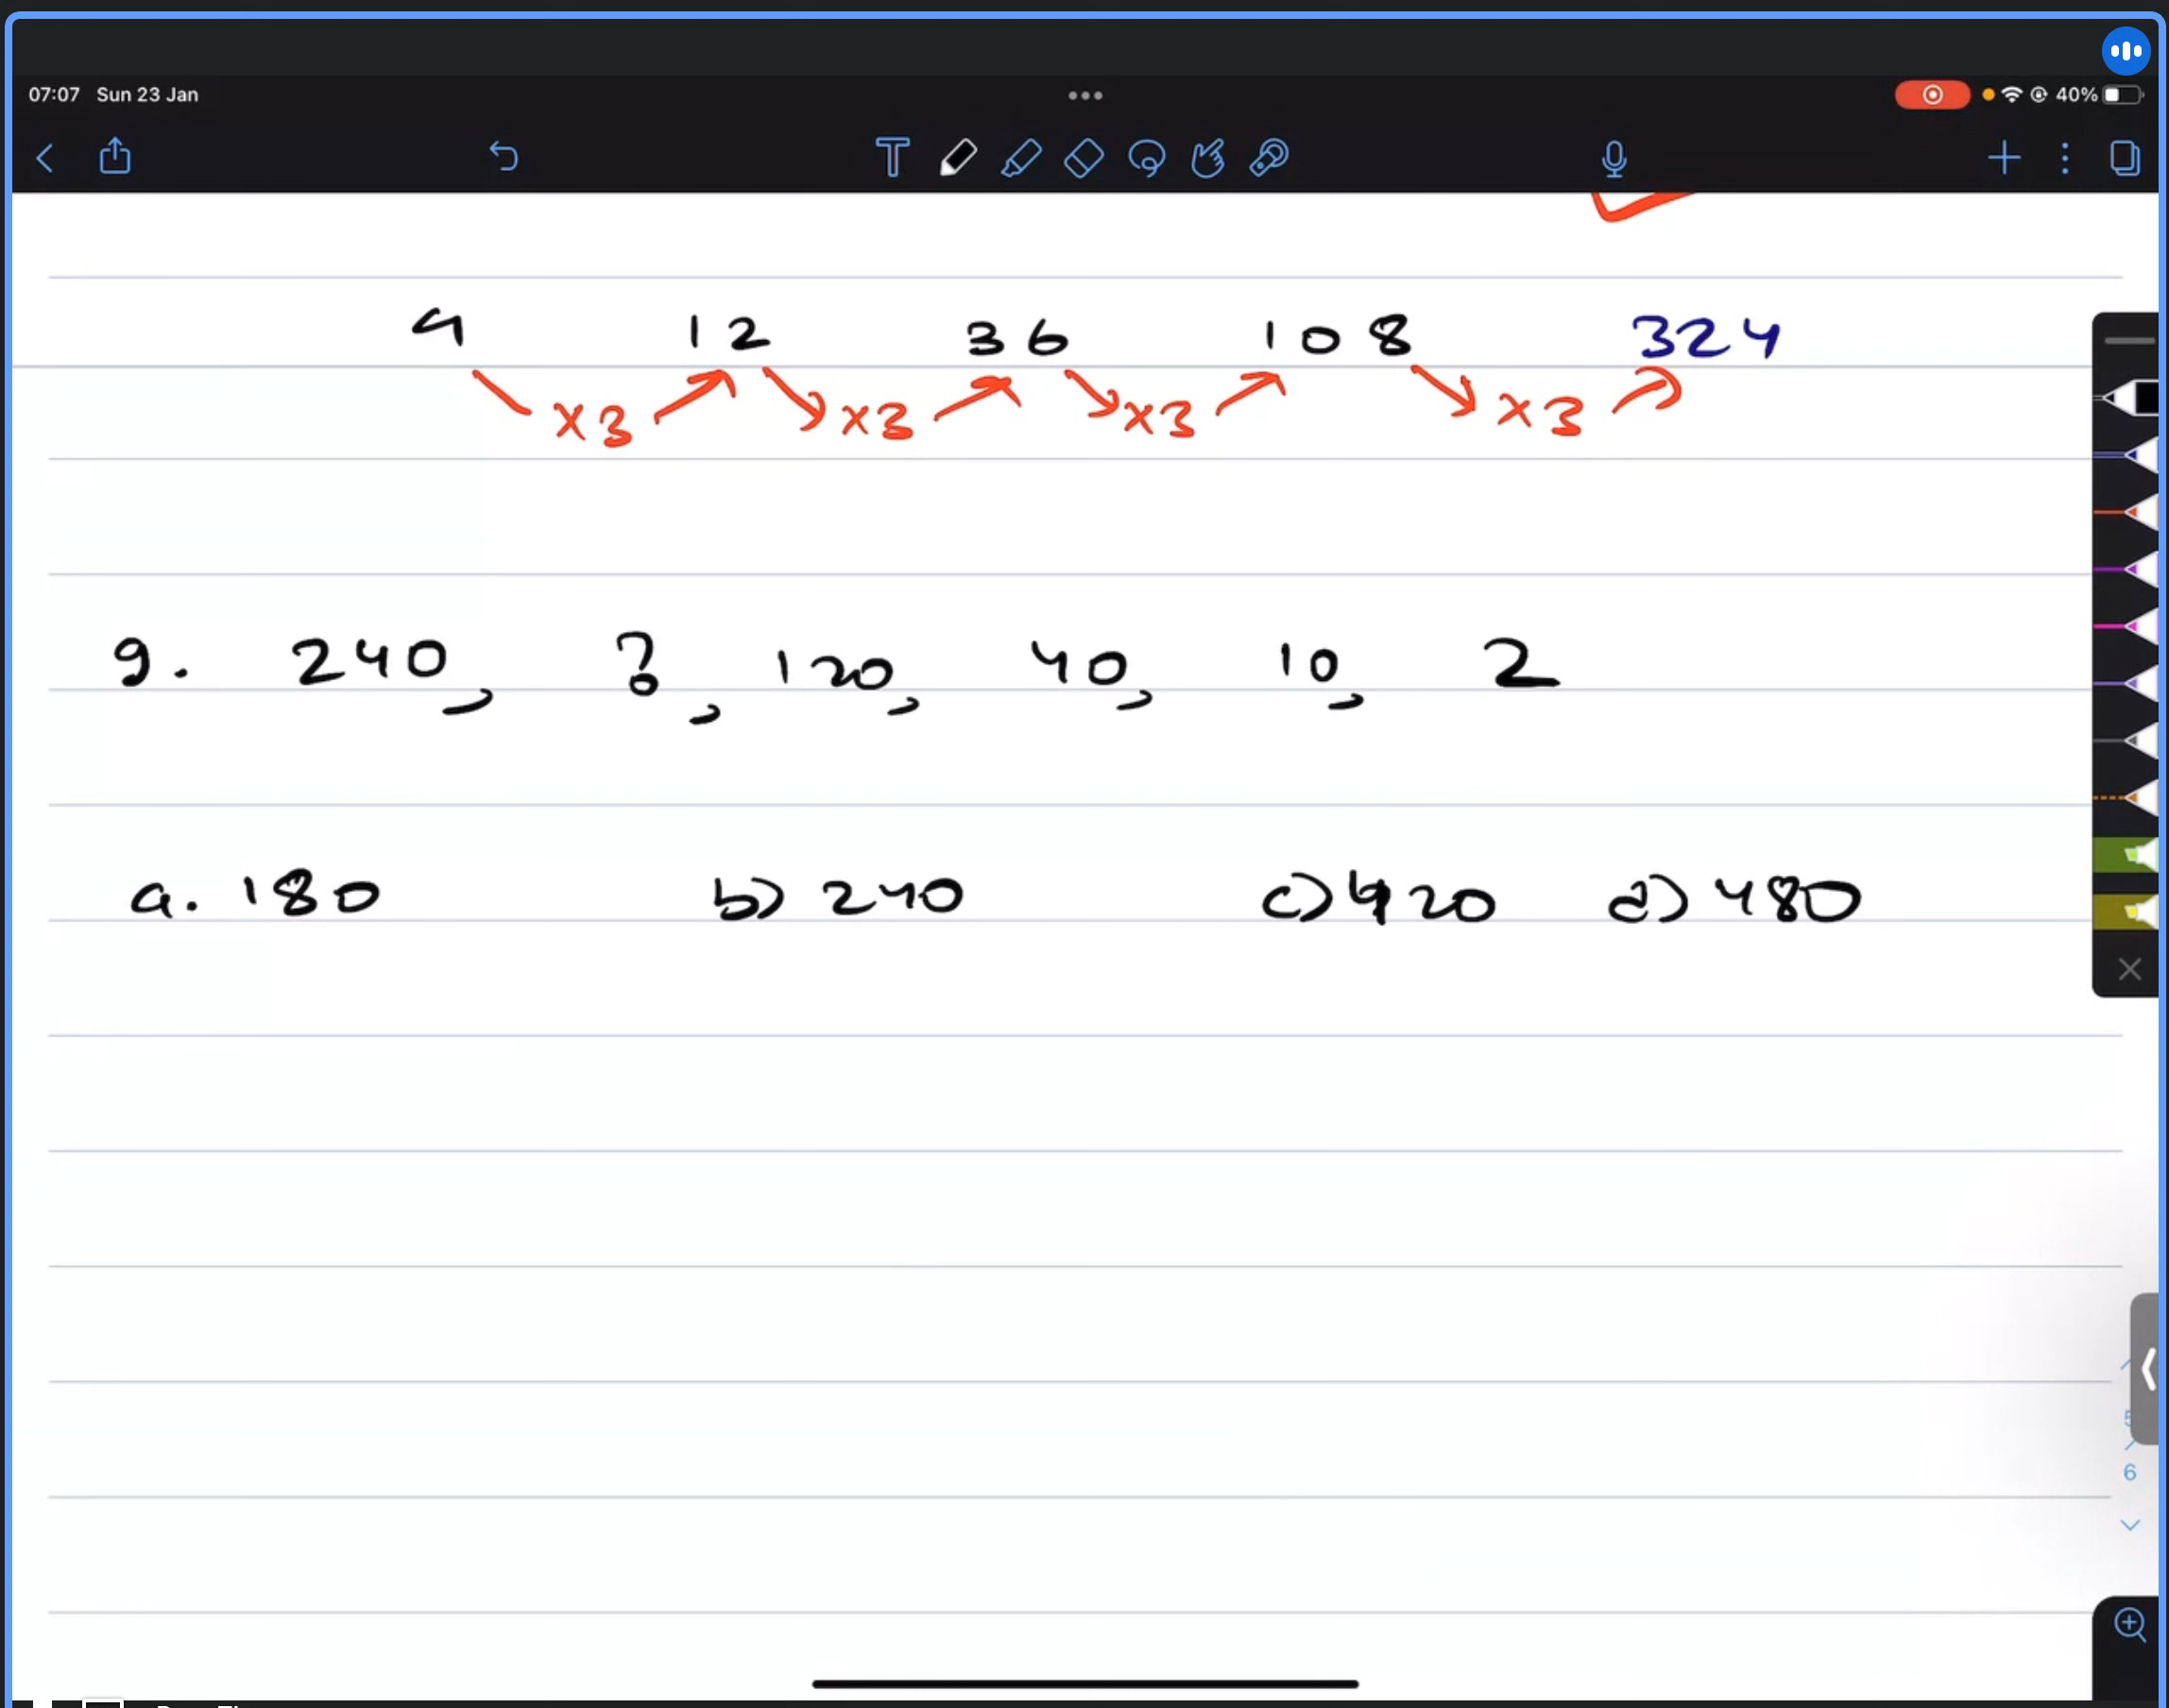 07:07 Sun 23 Jan 40%
4 12 36 108 324
x3 x3 x3 x3
9. 240, ?, 120, 40, 10, 2
a. 180 b) 240 c) 420 d) 480
6